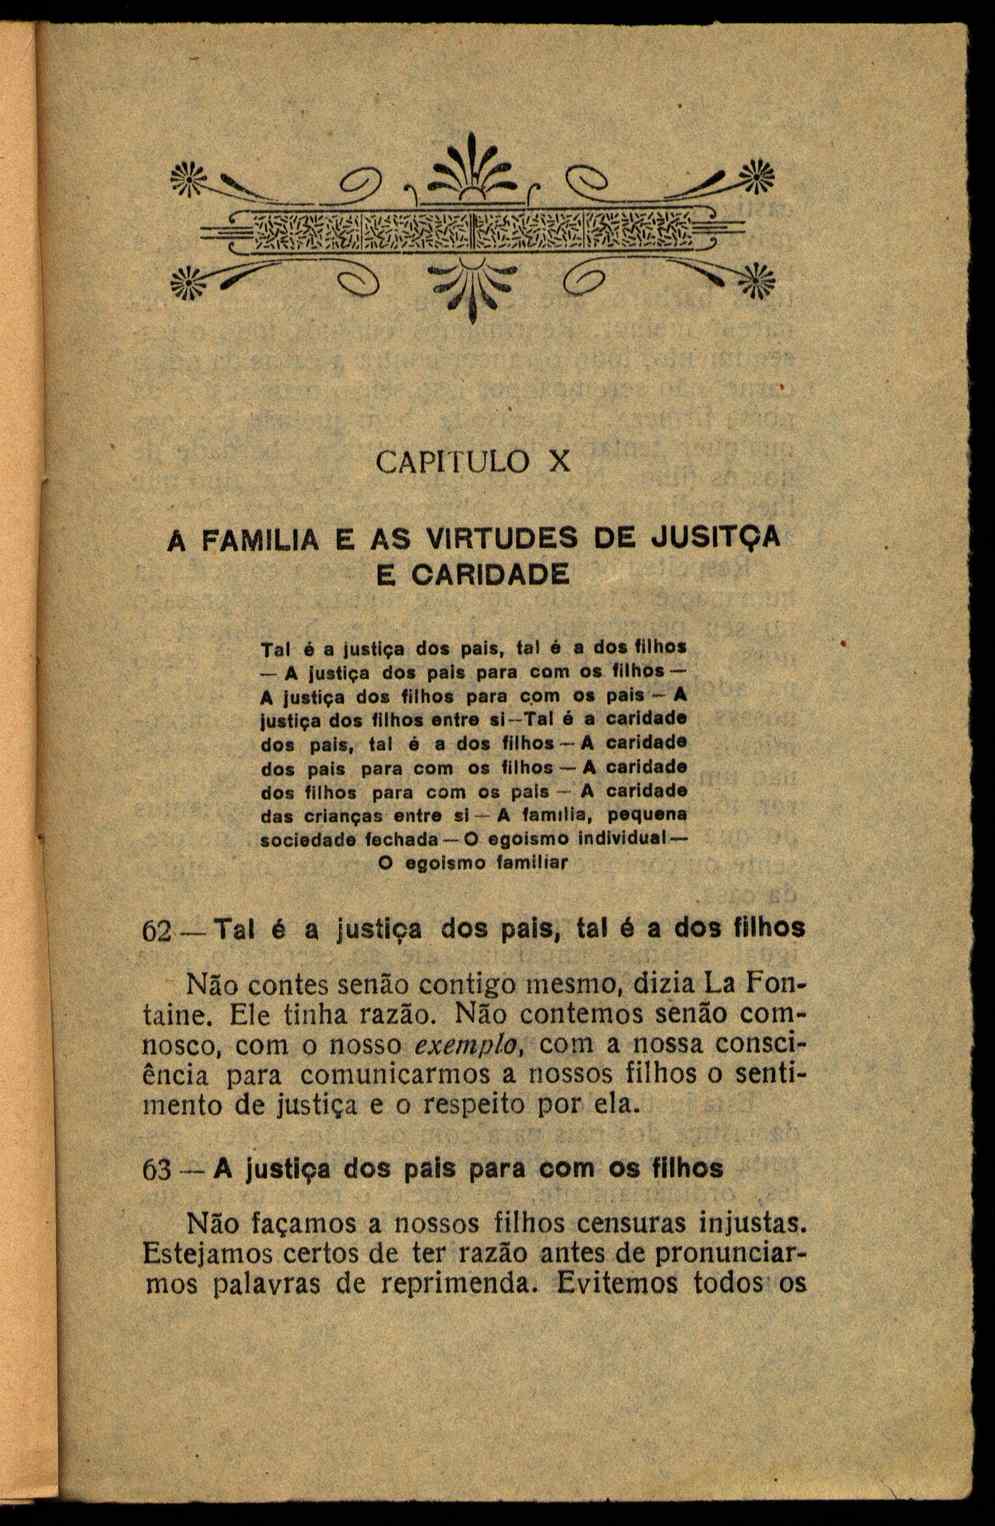 CAPITULO X
A FAMILIA E AS VIRTUDES DE JUSITÇA
E CARIDADE
Tal é a justiça dos pais, tal é a dos filhos
— A justiça dos pais para com os filhos —
A justiça dos filhos para com os pais — A
justiça dos filhos entre si—Tal é a caridade
dos pais, tal é a dos filhos — A caridade
dos pais para com os filhos — A caridade
dos filhos para com os pais — A caridade
das crianças entre si — A familia, pequena
sociedade fechada — O egoismo individual—
O egoismo familiar
62 — Tal é a justiça dos pais, tal é a dos filhos
Não contes senão contigo mesmo, dizia La Fon-
taine. Ele tinha razão. Não contemos senão com-
nosco, com o nosso exemplo, com a nossa consci-
ência para comunicarmos a nossos filhos o senti-
mento de justiça e o respeito por ela.
63 — A justiça dos pais para com os filhos
Não façamos a nossos filhos censuras injustas.
Estejamos certos de ter razão antes de pronunciar-
mos palavras de reprimenda. Evitemos todos os